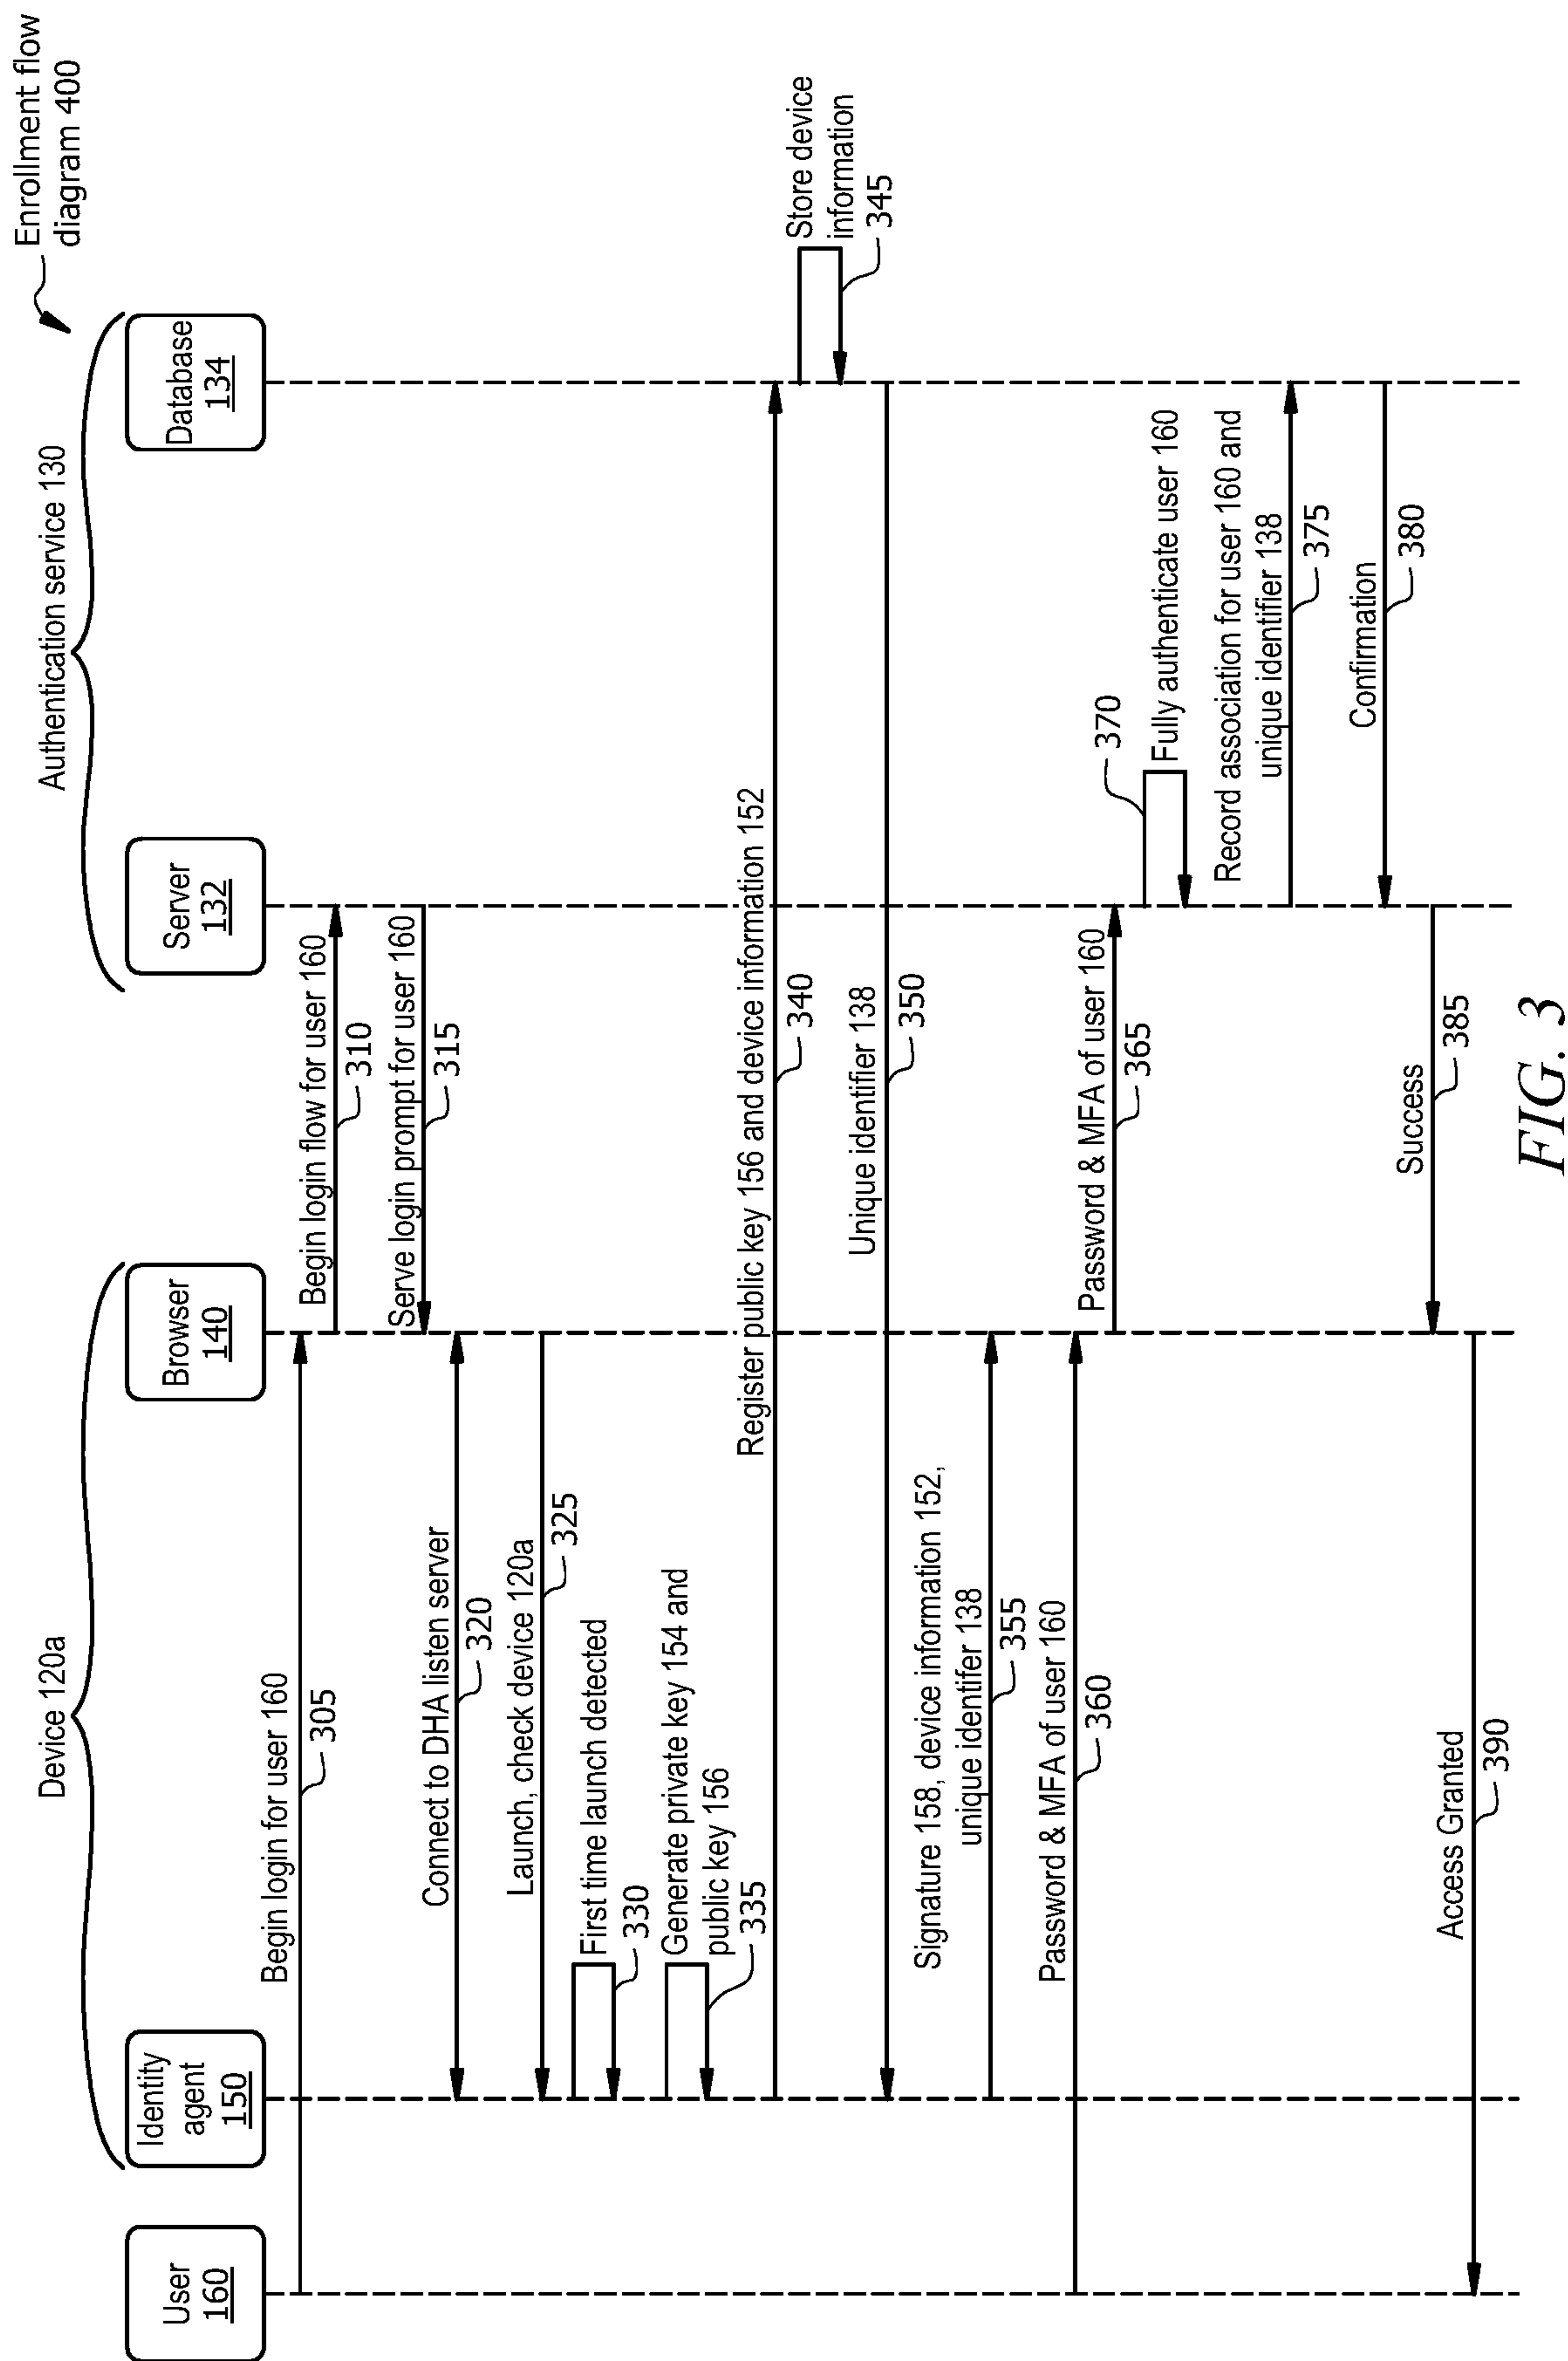 Enrollment flow
diagram 400
Device 120a
Authentication service 130
User
160
Identity
agent
150
Browser
140
Server
132
Database
134
Begin login for user 160
305
Begin login flow for user 160
310
Serve login prompt for user 160
315
Connect to DHA listen server
320
Launch, check device 120a
325
First time launch detected
330
Generate private key 154 and
public key 156
335
Register public key 156 and device information 152
340
Store device
information
345
Unique identifier 138
350
Signature 158, device information 152,
unique identifer 138
355
Password & MFA of user 160
360
Password & MFA of user 160
365
370
Fully authenticate user 160
Record association for user 160 and
unique identifier 138
375
Confirmation
380
Success
385
Access Granted
390
FIG. 3